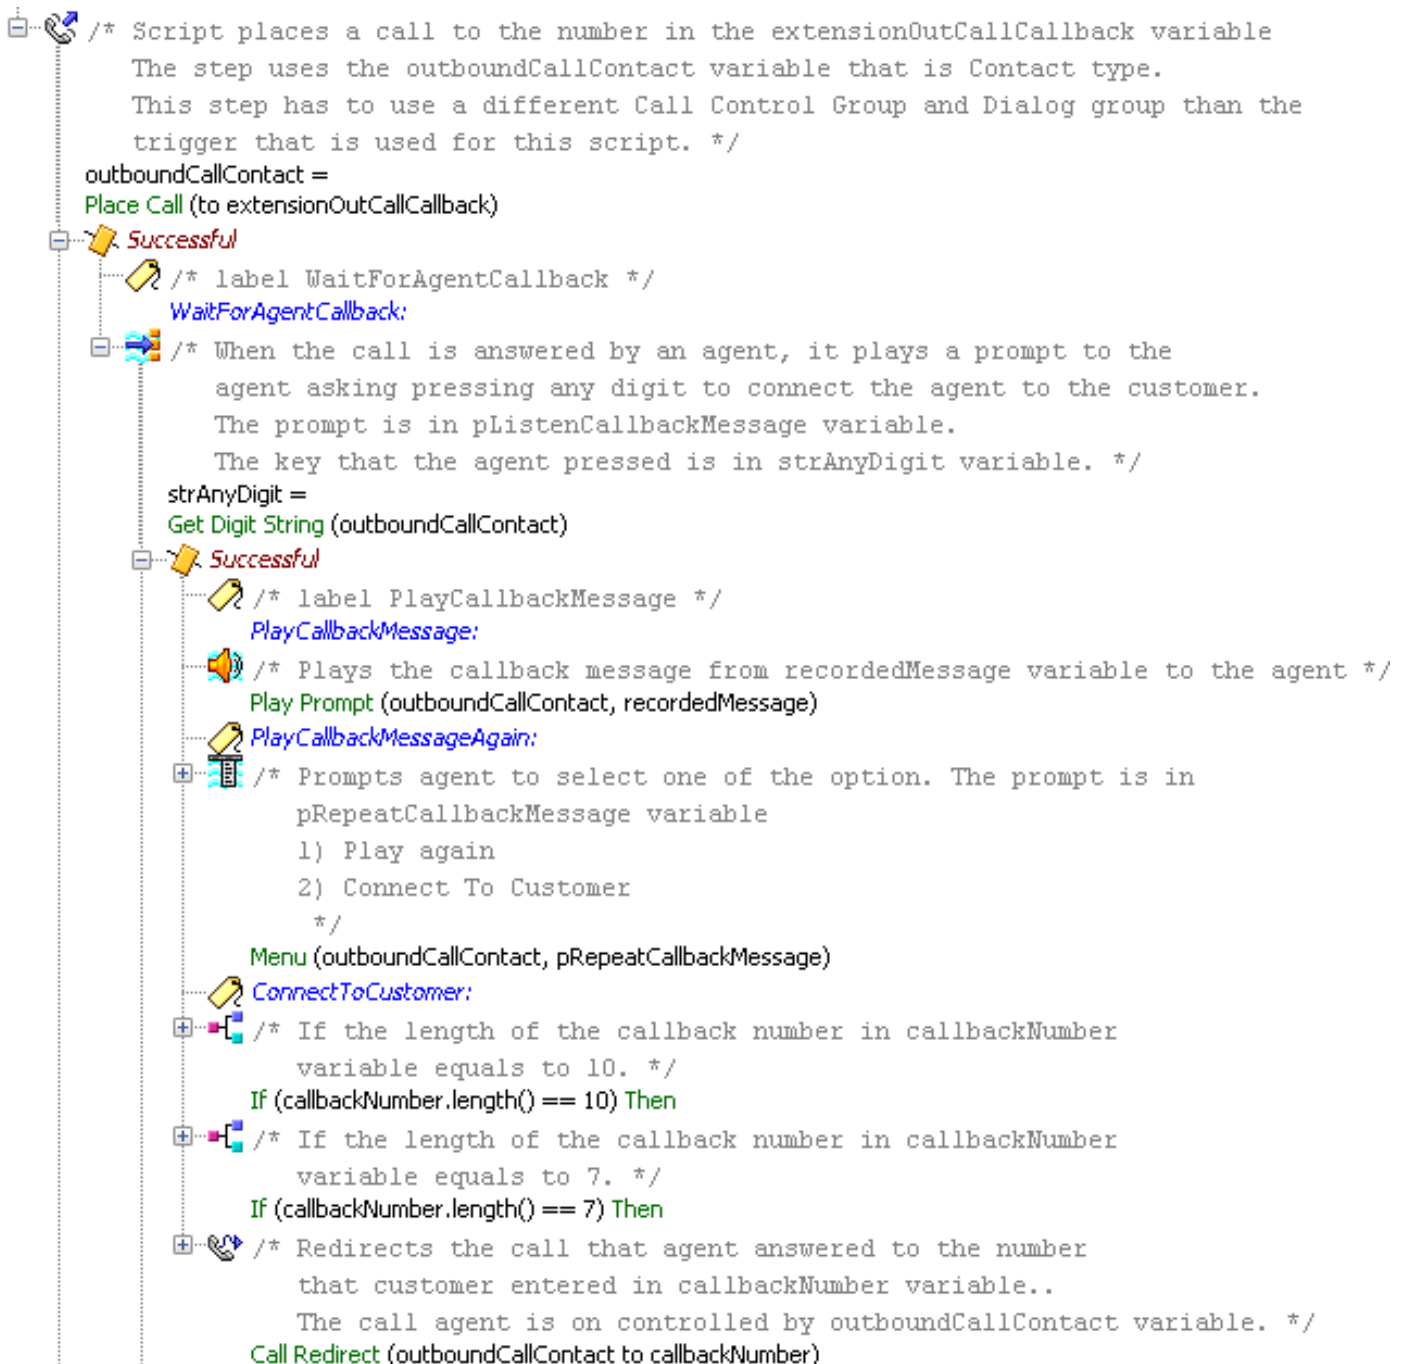 /* Script places a call to the number in the extensionOutCallCallback variable
The step uses the outboundCallContact variable that is Contact type.
This step has to use a different Call Control Group and Dialog group than the
trigger that is used for this script. */
outboundCallContact =
Place Call (to extensionOutCallCallback)
Successful
/* label WaitForAgentCallback */
WaitForAgentCallback:
/* When the call is answered by an agent, it plays a prompt to the
agent asking pressing any digit to connect the agent to the customer.
The prompt is in pListenCallbackMessage variable.
The key that the agent pressed is in strAnyDigit variable. */
strAnyDigit =
Get Digit String (outboundCallContact)
Successful
/* label PlayCallbackMessage */
PlayCallbackMessage:
/* Plays the callback message from recordedMessage variable to the agent */
Play Prompt (outboundCallContact, recordedMessage)
PlayCallbackMessageAgain:
/* Prompts agent to select one of the option. The prompt is in
pRepeatCallbackMessage variable
1) Play again
2) Connect To Customer
*/
Menu (outboundCallContact, pRepeatCallbackMessage)
ConnectToCustomer:
/* If the length of the callback number in callbackNumber
variable equals to 10. */
If (callbackNumber.length() == 10) Then
/* If the length of the callback number in callbackNumber
variable equals to 7. */
If (callbackNumber.length() == 7) Then
/* Redirects the call that agent answered to the number
that customer entered in callbackNumber variable..
The call agent is on controlled by outboundCallContact variable. */
Call Redirect (outboundCallContact to callbackNumber)